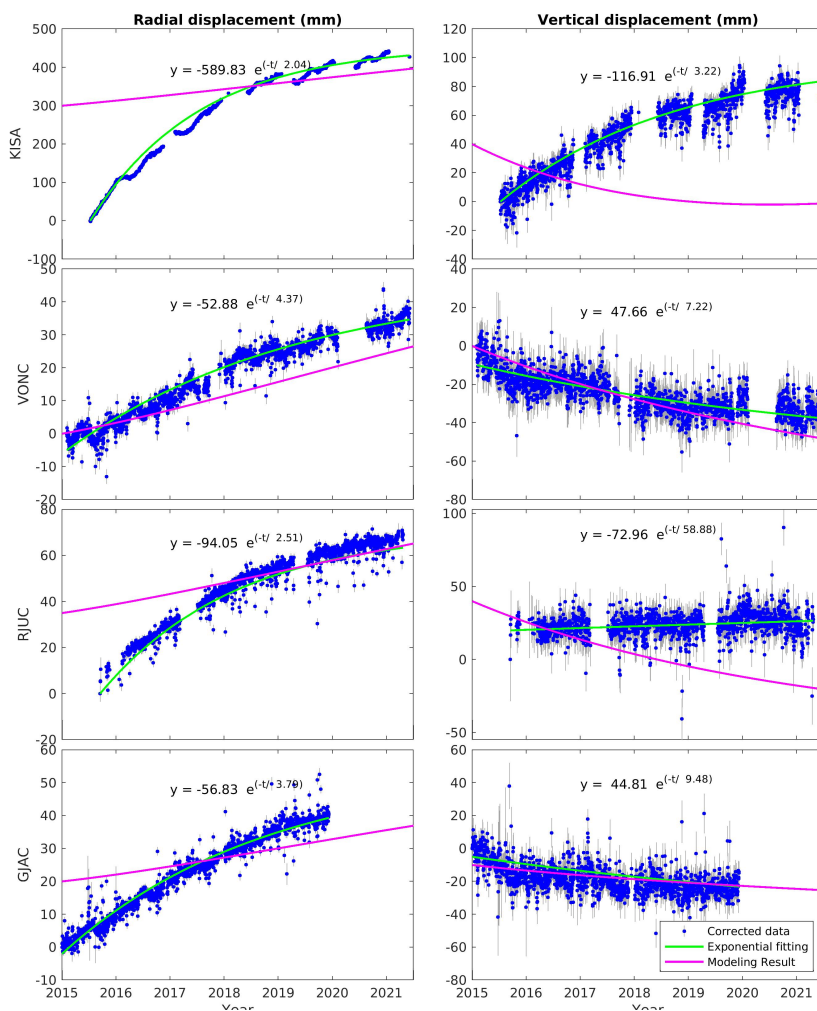 Radial displacement (mm)
Vertical displacement (mm)
500
400
300
200
100
0
-100
KISA
y = -589.83 e(-t/ 2.04)
120
100
80
60
40
20
0
-20
-40
y = -116.91 e(-t/ 3.22)
50
40
30
20
10
0
-10
-20
VONC
y = -52.88 e(-t/ 4.37)
40
20
0
-20
-40
-60
-80
y = 47.66 e(-t/ 7.22)
80
60
40
20
0
-20
RJUC
y = -94.05 e(-t/ 2.51)
100
50
0
-50
y = -72.96 e(-t/ 58.88)
60
50
40
30
20
10
0
-10
GJAC
y = -56.83 e(-t/ 3.79)
2015 2016 2017 2018 2019 2020 2021
Year
60
40
20
0
-20
-40
-60
-80
y = 44.81 e(-t/ 9.48)
Corrected data
Exponential fitting
Modeling Result
2015 2016 2017 2018 2019 2020 2021
Year